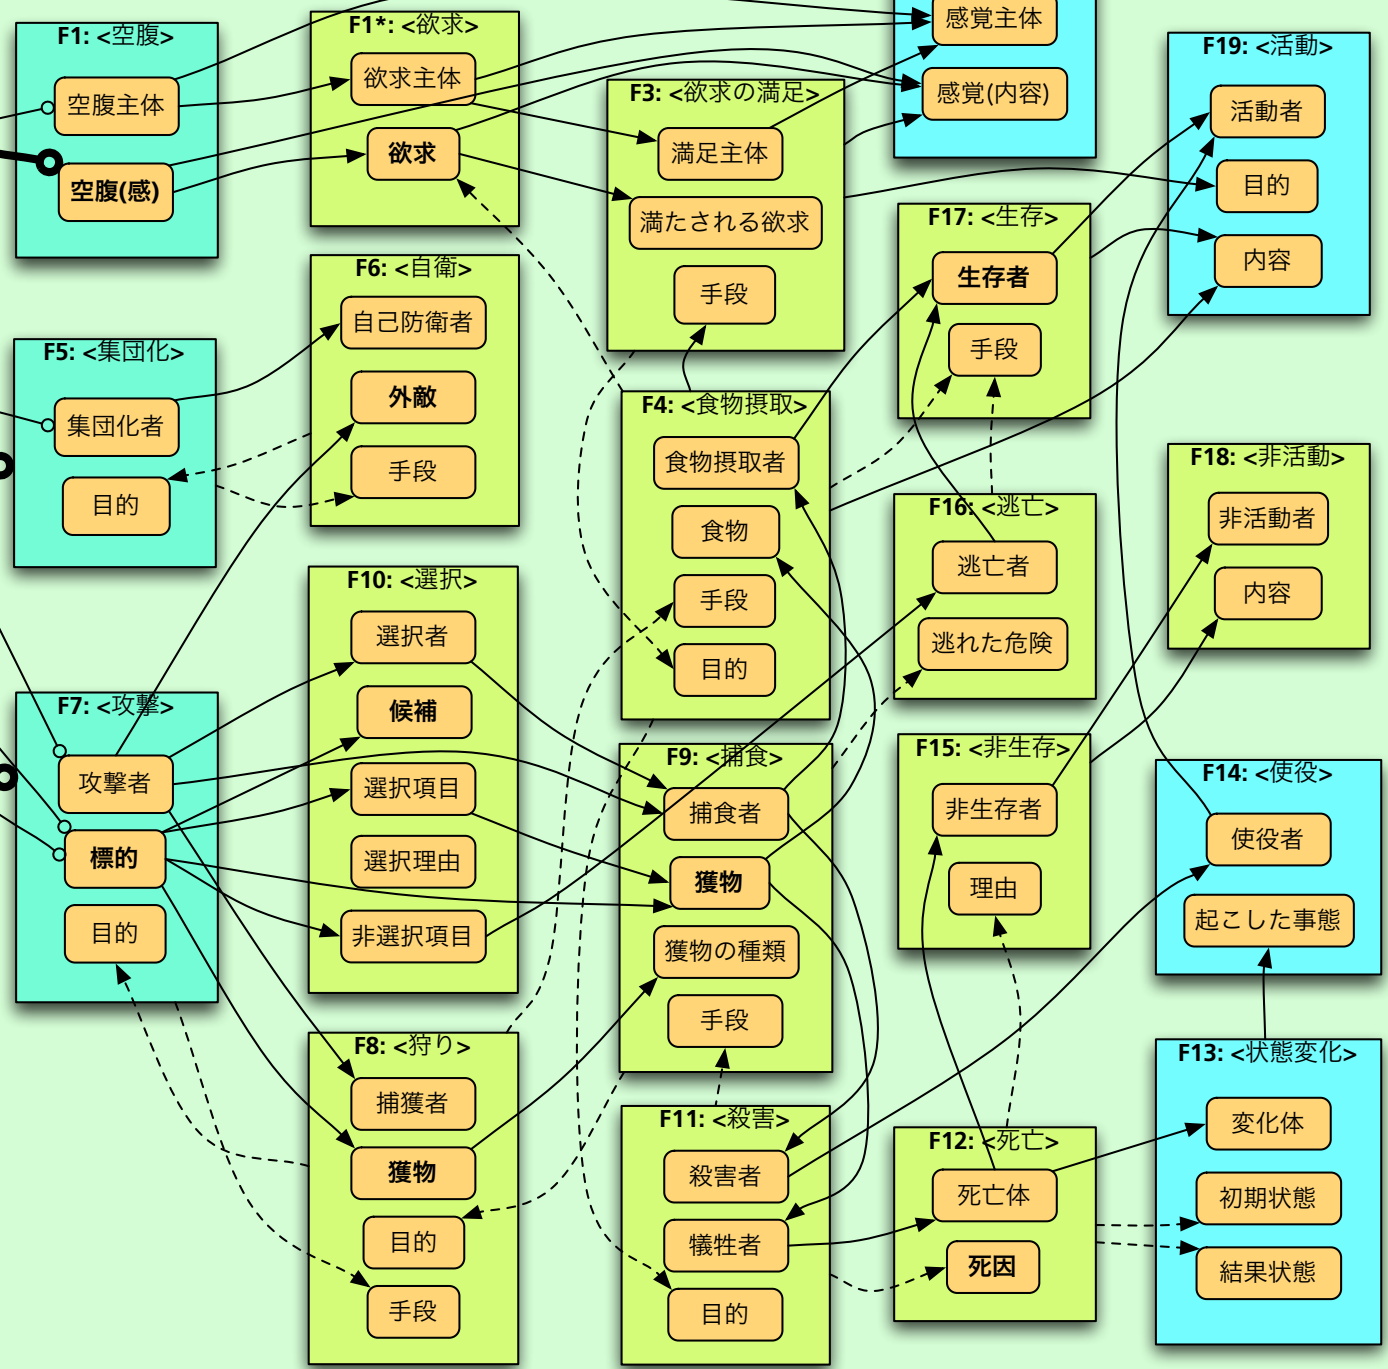 F1: <空腹>
空腹主体
空腹(感)
F5: <集団化>
集団化者
目的
F7: <攻撃>
攻撃者
標的
目的
F1*: <欲求>
欲求主体
欲求
F6: <自衛>
自己防衛者
外敵
手段
F10: <選択>
選択者
候補
選択項目
選択理由
非選択項目
F8: <狩り>
捕獲者
獲物
目的
手段
F3: <欲求の満足>
満足主体
満たされる欲求
手段
F4: <食物摂取>
食物摂取者
食物
手段
目的
F9: <捕食>
捕食者
獲物
獲物の種類
手段
F11: <殺害>
殺害者
犠牲者
目的
感覚主体
感覚(内容)
F17: <生存>
生存者
手段
F16: <逃亡>
逃亡者
逃れた危険
F15: <非生存>
非生存者
理由
F12: <死亡>
死亡体
死因
F19: <活動>
活動者
目的
内容
F18: <非活動>
非活動者
内容
F14: <使役>
使役者
起こした事態
F13: <状態変化>
変化体
初期状態
結果状態